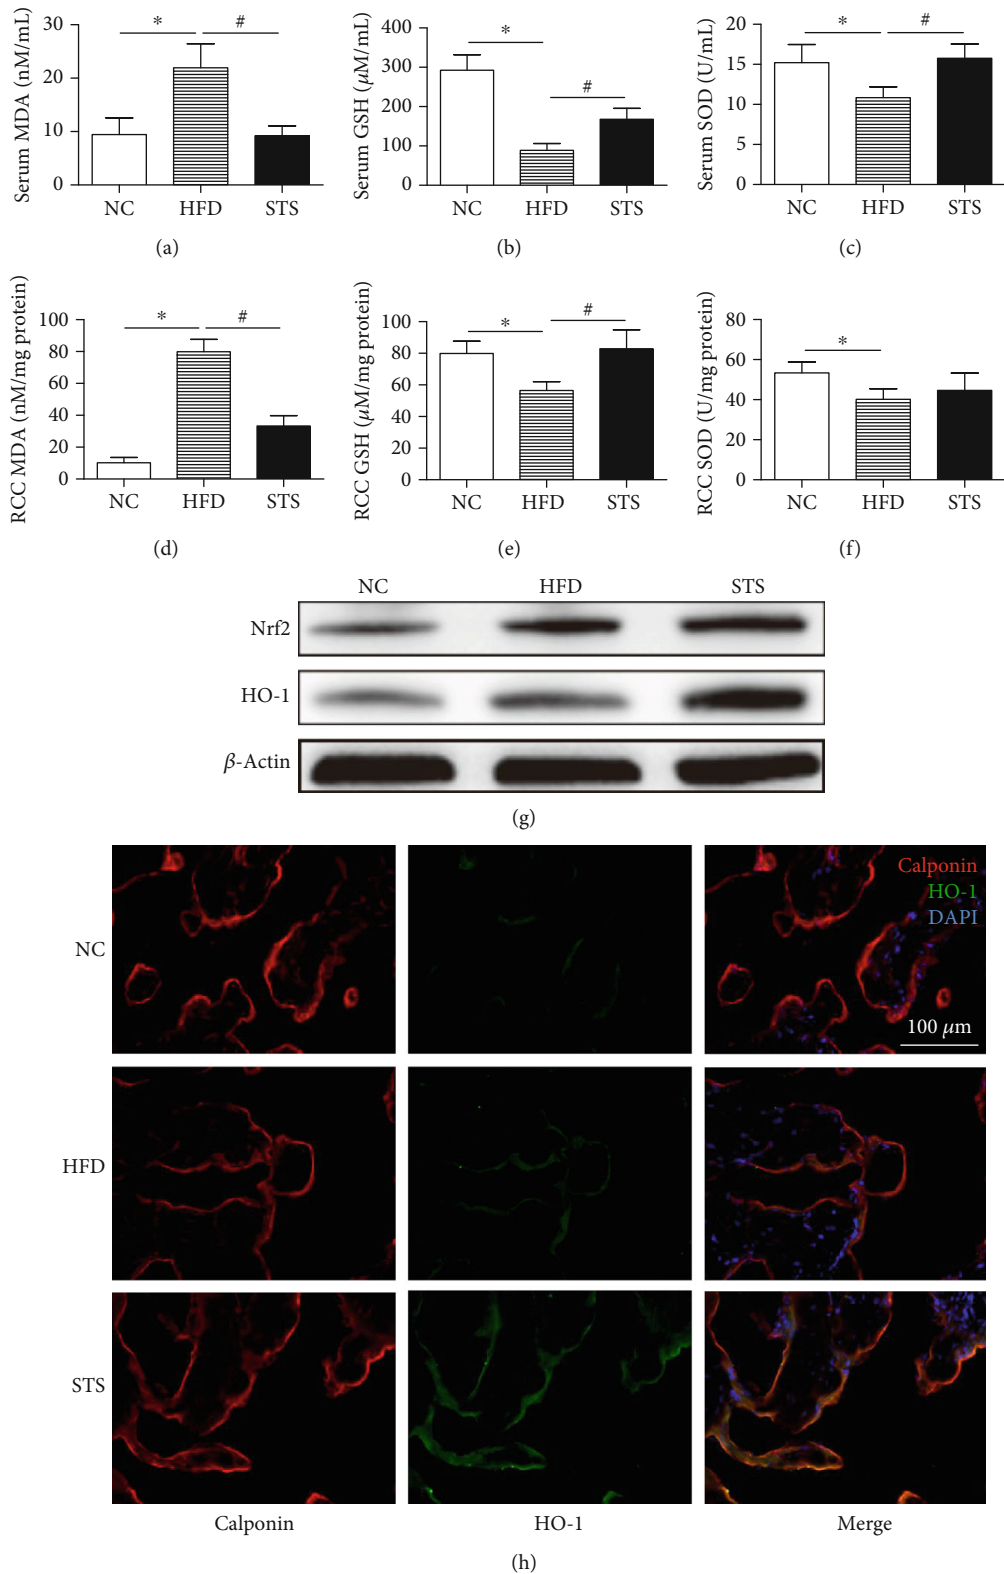 Serum MDA (nM/mL)
30
20
10
0
*
#
NC HFD STS
(a)
Serum GSH (μM/mL)
400
300
200
100
0
*
#
NC HFD STS
(b)
Serum SOD (U/mL)
20
15
10
5
0
*
#
NC HFD STS
(c)
RCC MDA (nM/mg protein)
100
80
60
40
20
0
*
#
NC HFD STS
(d)
RCC GSH (μM/mg protein)
100
80
60
40
20
0
*
#
NC HFD STS
(e)
RCC SOD (U/mg protein)
80
60
40
20
0
*
NC HFD STS
(f)
NC HFD STS
Nrf2
HO-1
β-Actin
(g)
Calponin
HO-1
DAPI
NC
100 μm
HFD
STS
Calponin HO-1 Merge
(h)